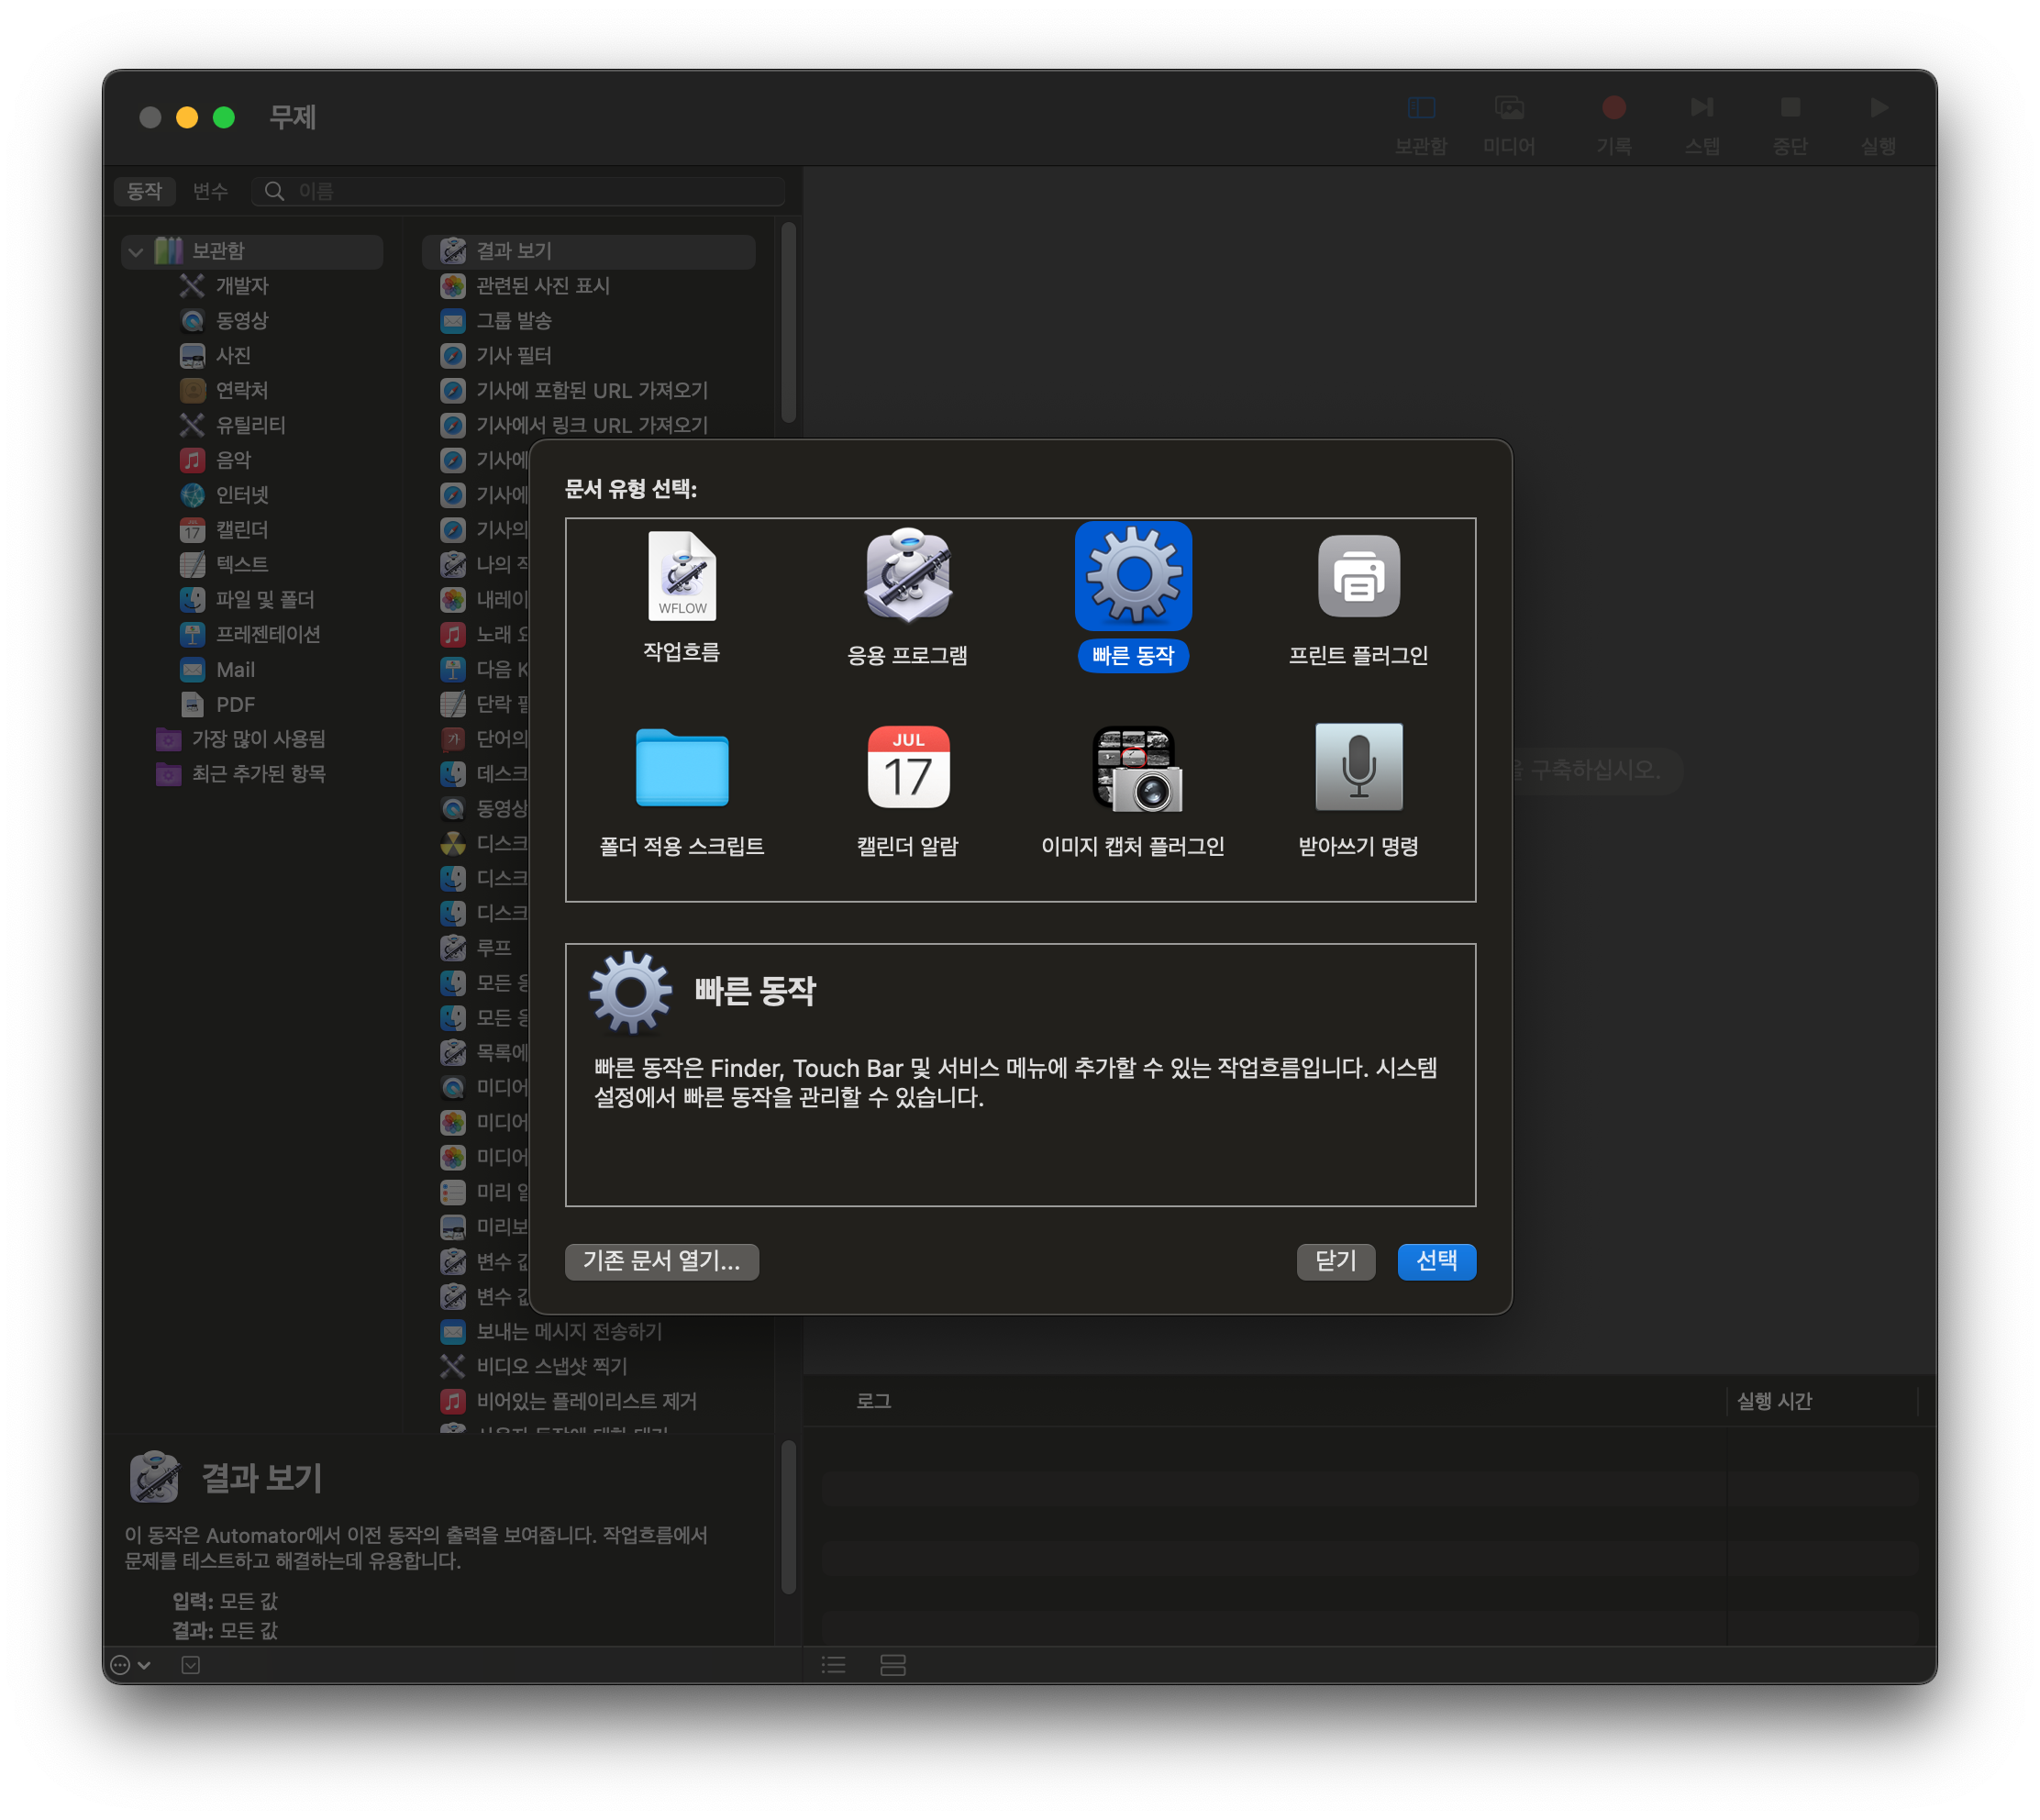 무제
보관함
미디어
기록
스텝
중단
실행
동작
변수
이름
보관함
개발자
동영상
사진
연락처
유틸리티
음악
인터넷
캘린더
텍스트
파일 및 폴더
프레젠테이션
Mail
PDF
가장 많이 사용됨
최근 추가된 항목
결과 보기
관련된 사진 표시
그룹 발송
기사 필터
기사에 포함된 URL 가져오기
기사에서 링크 URL 가져오기
기사에
기사에
기사의
나의
내레이
노래
다음 K
단락
단어의
데스크
동영상
디스크
디스크
디스크
루프
모든
모든
목록에
미디어
미디어
미디어
미리
미리보
변수
변수
보내는 메시지 전송하기
비디오 스냅샷 찍기
비어있는 플레이리스트 제거
문서 유형 선택:
WFLOW
작업흐름
응용 프로그램
빠른 동작
프린트 플러그인
폴더 적용 스크립트
JUL
17
캘린더 알람
이미지 캡처 플러그인
받아쓰기 명령
구축하십시오.
빠른 동작
빠른 동작은 Finder, Touch Bar 및 서비스 메뉴에 추가할 수 있는 작업흐름입니다. 시스템
설정에서 빠른 동작을 관리할 수 있습니다.
기존 문서 열기...
닫기
선택
로그
실행 시간
결과 보기
이 동작은 Automator에서 이전 동작의 출력을 보여줍니다. 작업흐름에서
문제를 테스트하고 해결하는데 유용합니다.
입력: 모든 값
결과: 모든 값